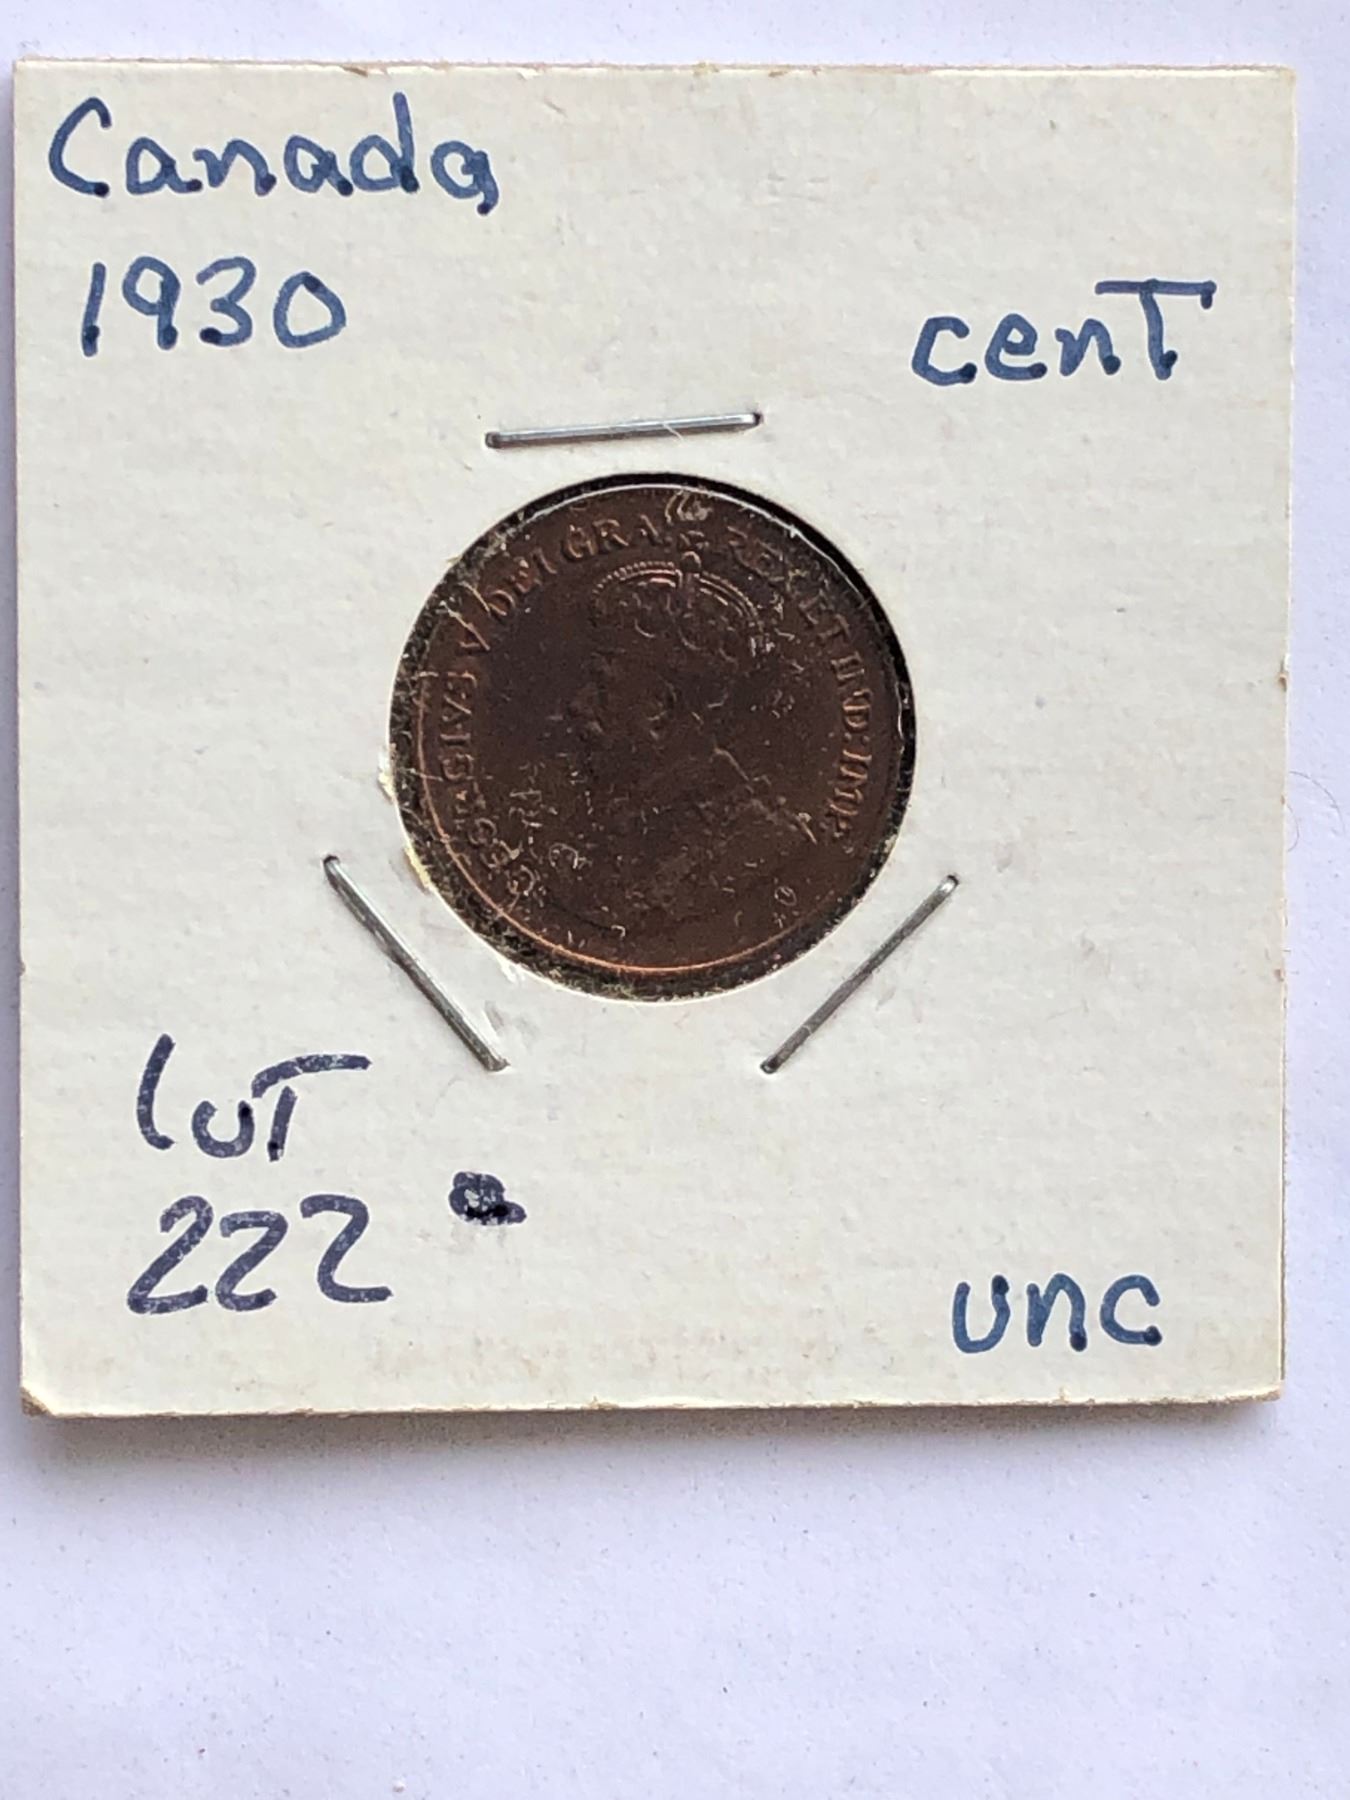 Canada
1930
cenT
GEORGIVS V DEI GRA: REX ET IND: IMP:
loT
222
unc